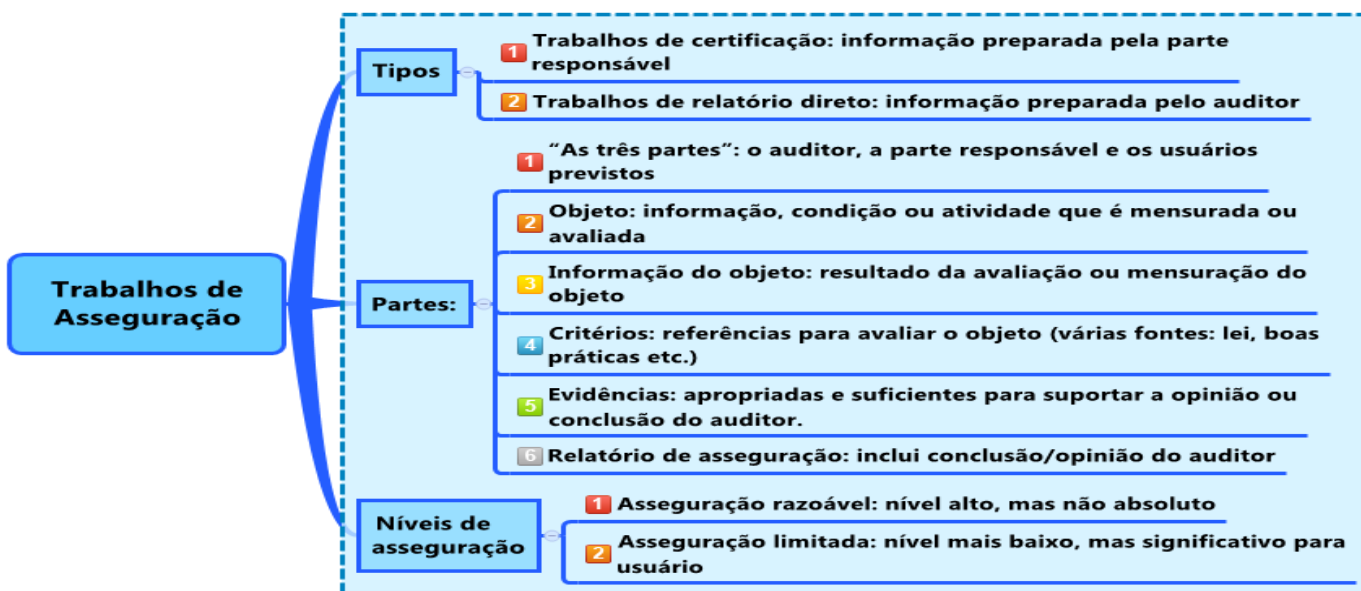 Trabalhos de
Asseguração
Tipos
1 Trabalhos de certificação: informação preparada pela parte
responsável
2 Trabalhos de relatório direto: informação preparada pelo auditor
Partes:
1 “As três partes”: o auditor, a parte responsável e os usuários
previstos
2 Objeto: informação, condição ou atividade que é mensurada ou
avaliada
3 Informação do objeto: resultado da avaliação ou mensuração do
objeto
4 Critérios: referências para avaliar o objeto (várias fontes: lei, boas
práticas etc.)
5 Evidências: apropriadas e suficientes para suportar a opinião ou
conclusão do auditor.
6 Relatório de asseguração: inclui conclusão/opinião do auditor
Níveis de
asseguração
1 Asseguração razoável: nível alto, mas não absoluto
2 Asseguração limitada: nível mais baixo, mas significativo para
usuário